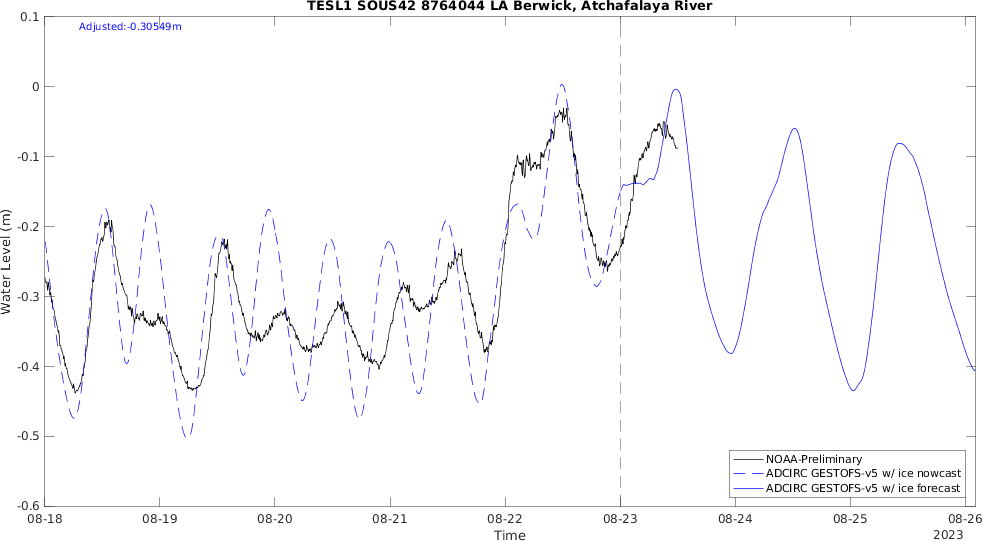 TESL1 SOUS42 8764044 LA Berwick, Atchafalaya River
Adjusted:-0.30549m
0.1
0
-0.1
-0.2
-0.3
-0.4
-0.5
-0.6
Water Level (m)
NOAA-Preliminary
ADCIRC GESTOFS-v5 w/ ice nowcast
ADCIRC GESTOFS-v5 w/ ice forecast
08-18 08-19 08-20 08-21 08-22 08-23 08-24 08-25 08-26
Time
2023